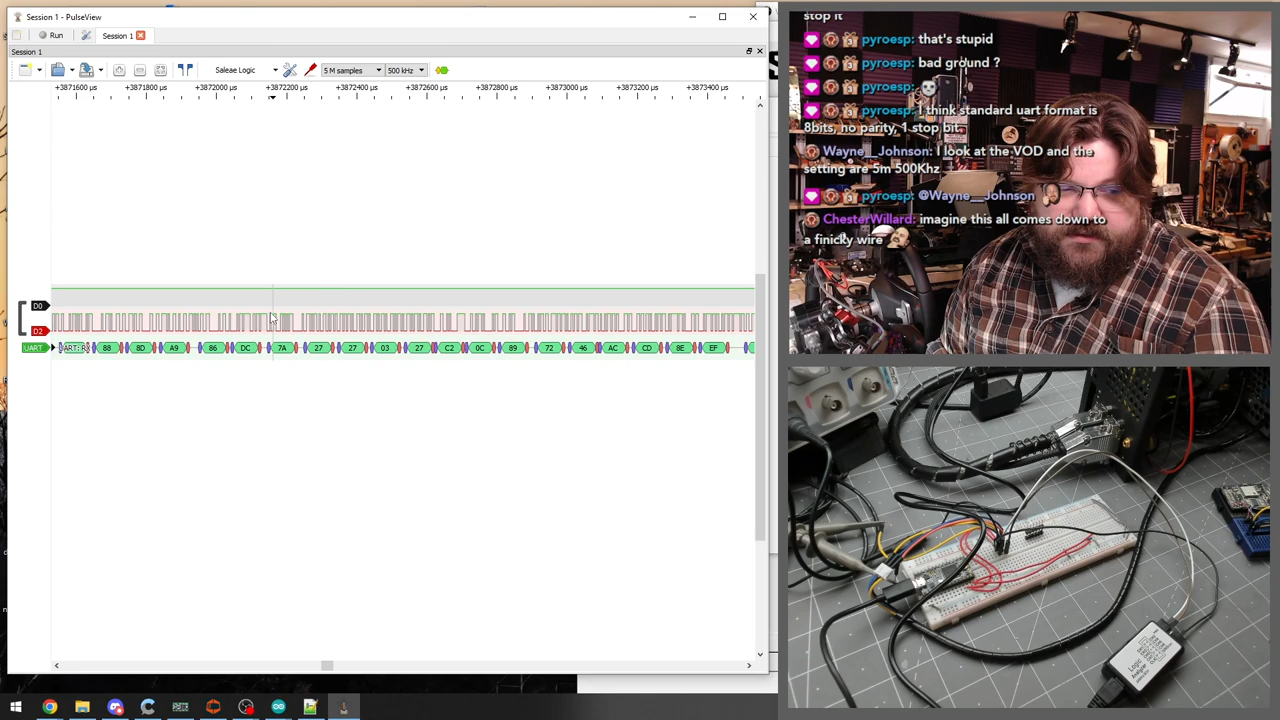 Session 1 - PulseView
Run
Session 1
Session 1
Saleae Logic
5 M samples
500 kHz
+3871600 µs
+3871800 µs
+3872000 µs
+3872200 µs
+3872400 µs
+3872600 µs
+3872800 µs
+3873000 µs
+3873200 µs
+3873400 µs
D0
D2
UART
88
8D
A9
86
DC
7A
27
27
03
27
C2
0C
89
72
46
AC
CD
8E
EF
stop it
pyroesp: that's stupid
pyroesp: bad ground ?
pyroesp:
pyroesp: I think standard uart format is
8bits, no parity, 1 stop bit.
Wayne__Johnson: I look at the VOD and the
setting are 5m 500Khz
pyroesp: @Wayne__Johnson
ChesterWillard: imagine this all comes down to
a finicky wire
Logic
Analyzer